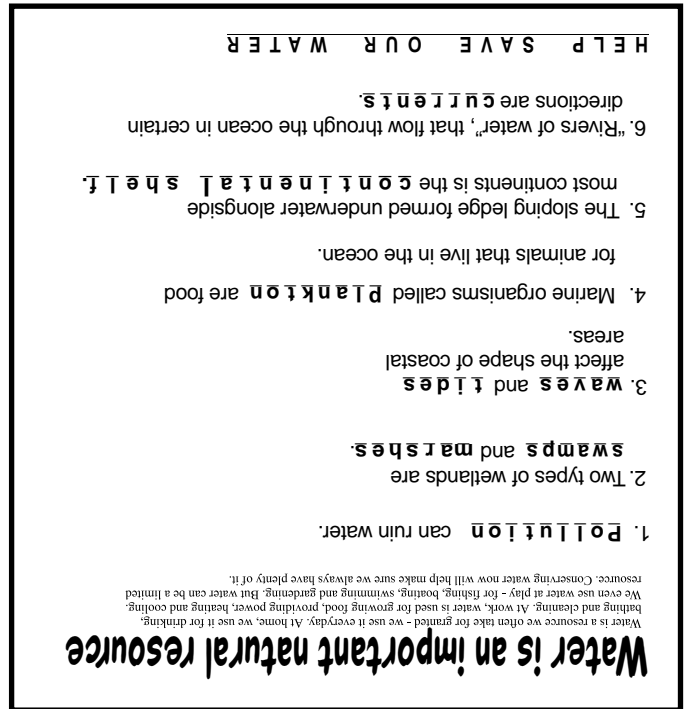 Water is an important natural resource
Water is a resource we often take for granted - we use it everyday. At home, we use it for drinking,
bathing and cleaning. At work, water is used for growing food, providing power, heating and cooling.
We even use water at play - for fishing, boating, swimming and gardening. But water can be a limited
resource. Conserving water now will help make sure we always have plenty of it.
1. Pollution can ruin water.
2. Two types of wetlands are
swamps and marshes.
3. waves and tides
affect the shape of coastal
areas.
4. Marine organisms called Plankton are food
for animals that live in the ocean.
5. The sloping ledge formed underwater alongside
most continents is the continental shelf.
6. "Rivers of water", that flow through the ocean in certain
directions are currents.
HELP SAVE OUR WATER